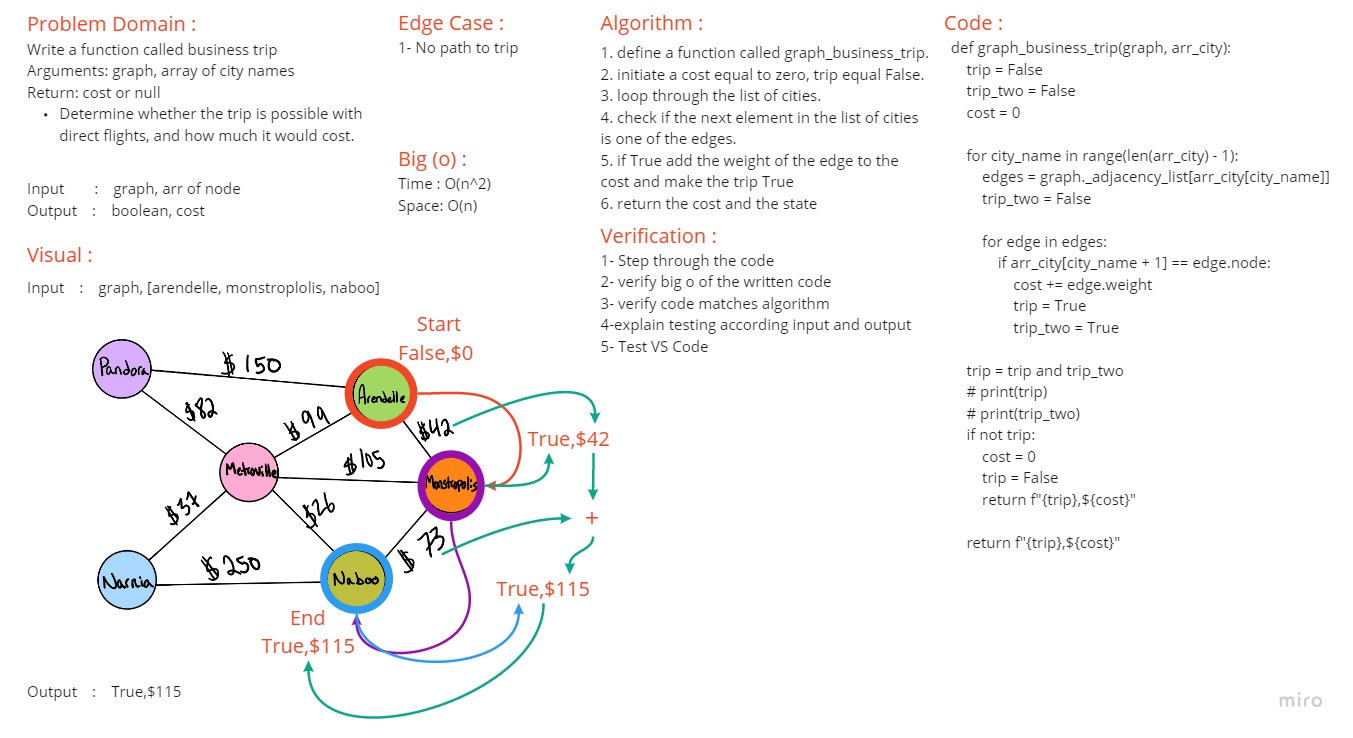 Problem Domain :
Write a function called business trip
Arguments: graph, array of city names
Return: cost or null
• Determine whether the trip is possible with
direct flights, and how much it would cost.
Input : graph, arr of node
Output : boolean, cost
Edge Case :
1- No path to trip
Big (o) :
Time : O(n^2)
Space: O(n)
Visual :
Input : graph, [arendelle, monstroplolis, naboo]
Start
False,$0
Pandora
$ 150
Arendelle
$82
$99
$42
True,$42
Metroville
$105
Monstropolis
$37
$26
$ 73
+
Narnia
$250
Naboo
True,$115
End
True,$115
Output : True,$115
Algorithm :
1. define a function called graph_business_trip.
2. initiate a cost equal to zero, trip equal False.
3. loop through the list of cities.
4. check if the next element in the list of cities
is one of the edges.
5. if True add the weight of the edge to the
cost and make the trip True
6. return the cost and the state
Verification :
1- Step through the code
2- verify big o of the written code
3- verify code matches algorithm
4-explain testing according input and output
5- Test VS Code
Code :
def graph_business_trip(graph, arr_city):
trip = False
trip_two = False
cost = 0
for city_name in range(len(arr_city) - 1):
edges = graph._adjacency_list[arr_city[city_name]]
trip_two = False
for edge in edges:
if arr_city[city_name + 1] == edge.node:
cost += edge.weight
trip = True
trip_two = True
trip = trip and trip_two
# print(trip)
# print(trip_two)
if not trip:
cost = 0
trip = False
return f"{trip},${cost}"
return f"{trip},${cost}"
miro